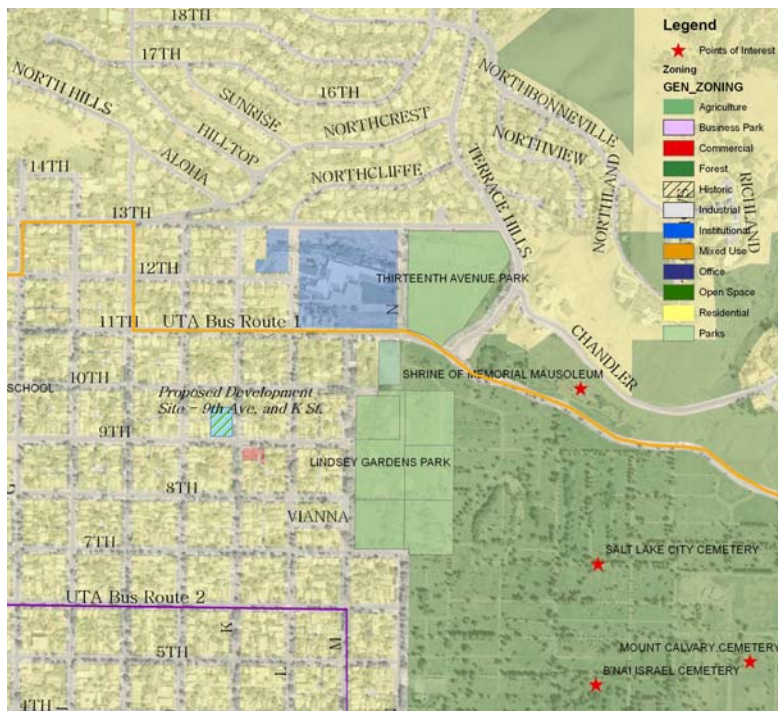 18TH
17TH
16TH
NORTH HILLS
SUNRISE
HILLTOP
ALOHA
NORTHCREST
NORTHCLIFFE
NORTHBONNEVILLE
NORTHVIEW
TERRACE HILLS
NORTHLAND
RICHLAND
14TH
13TH
12TH
THIRTEENTH AVENUE PARK
N
11TH
UTA Bus Route 1
CHANDLER
10TH
SCHOOL
Proposed Development
Site - 9th Ave. and K St.
SHRINE OF MEMORIAL MAUSOLEUM
9TH
LINDSEY GARDENS PARK
8TH
VIANNA
7TH
SALT LAKE CITY CEMETERY
UTA Bus Route 2
K
5TH
L
M
MOUNT CALVARY CEMETERY
B'NAI ISRAEL CEMETERY
4TH
Legend
Points of Interest
Zoning
GEN_ZONING
Agriculture
Business Park
Commercial
Forest
Historic
Industrial
Institutional
Mixed Use
Office
Open Space
Residential
Parks